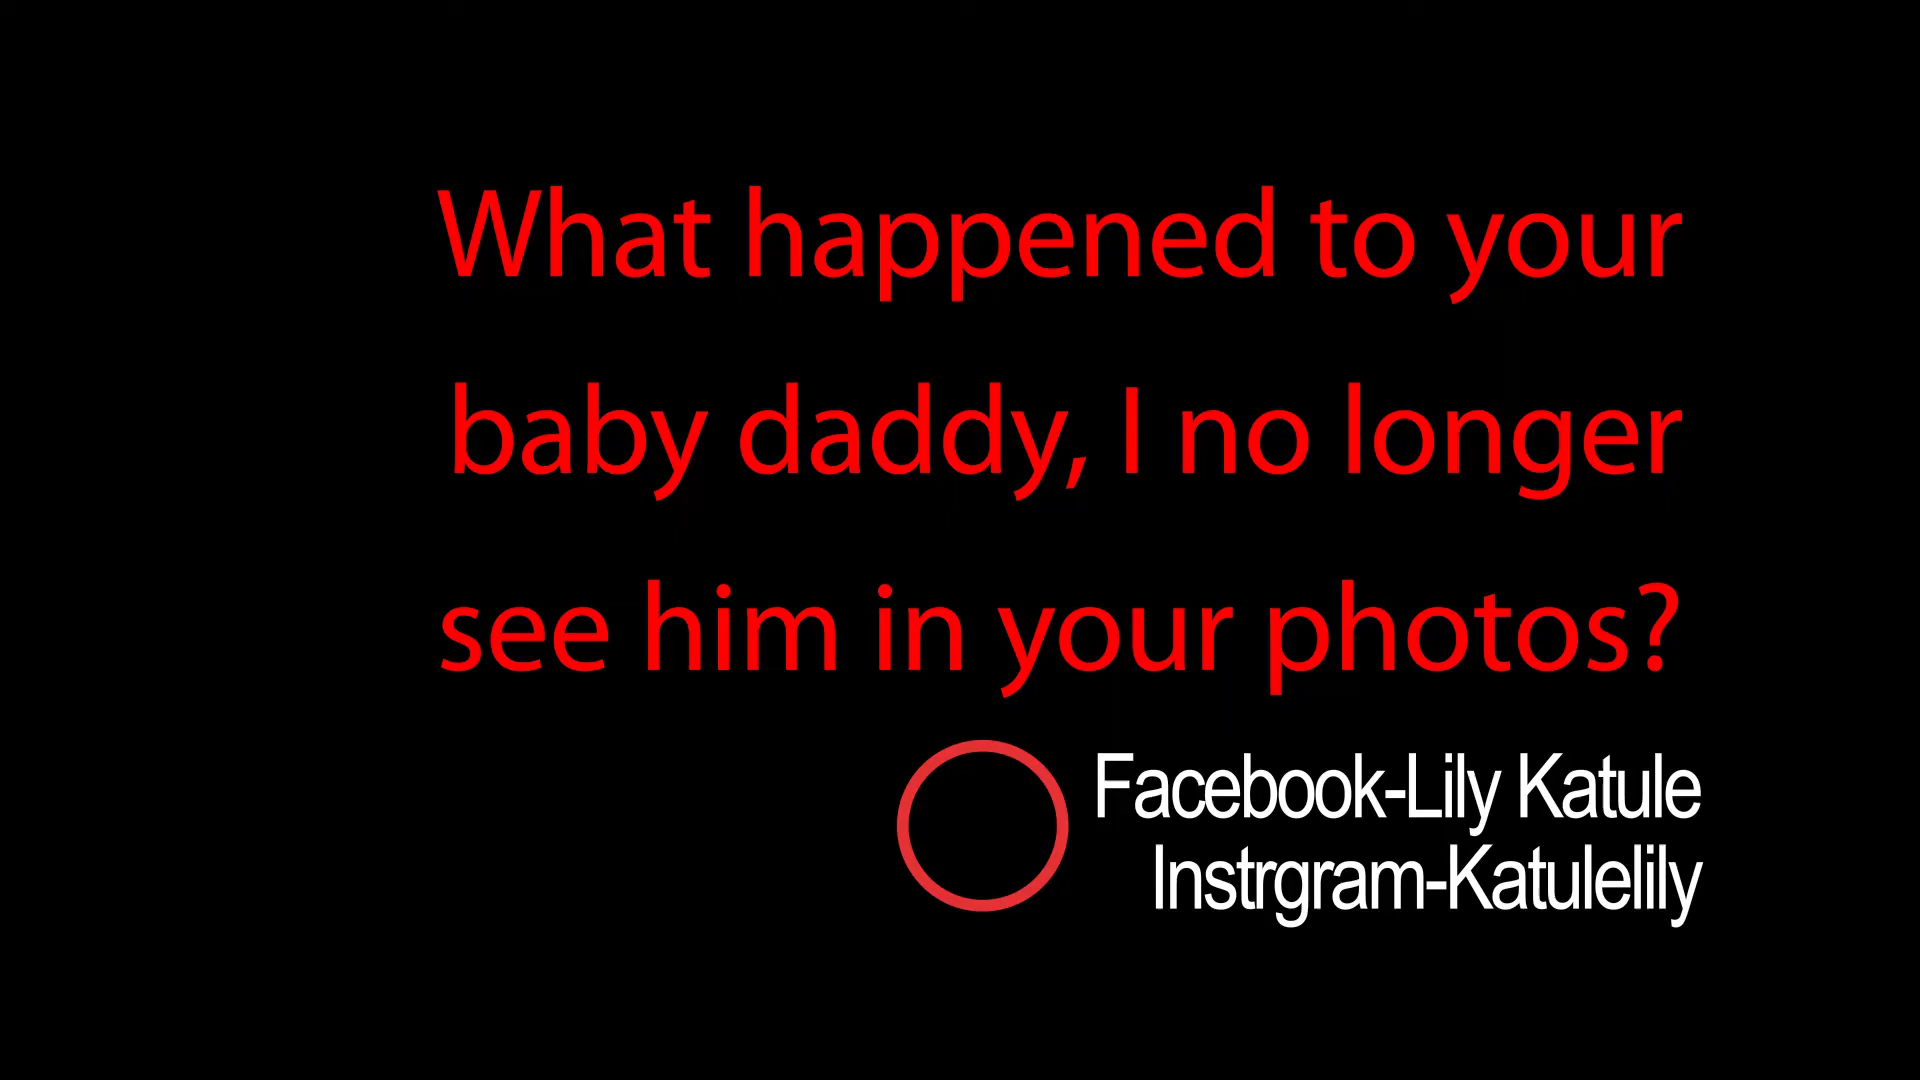 What happened to your
baby daddy, I no longer
see him in your photos?
Facebook-Lily Katule
Instrgram-Katulelily